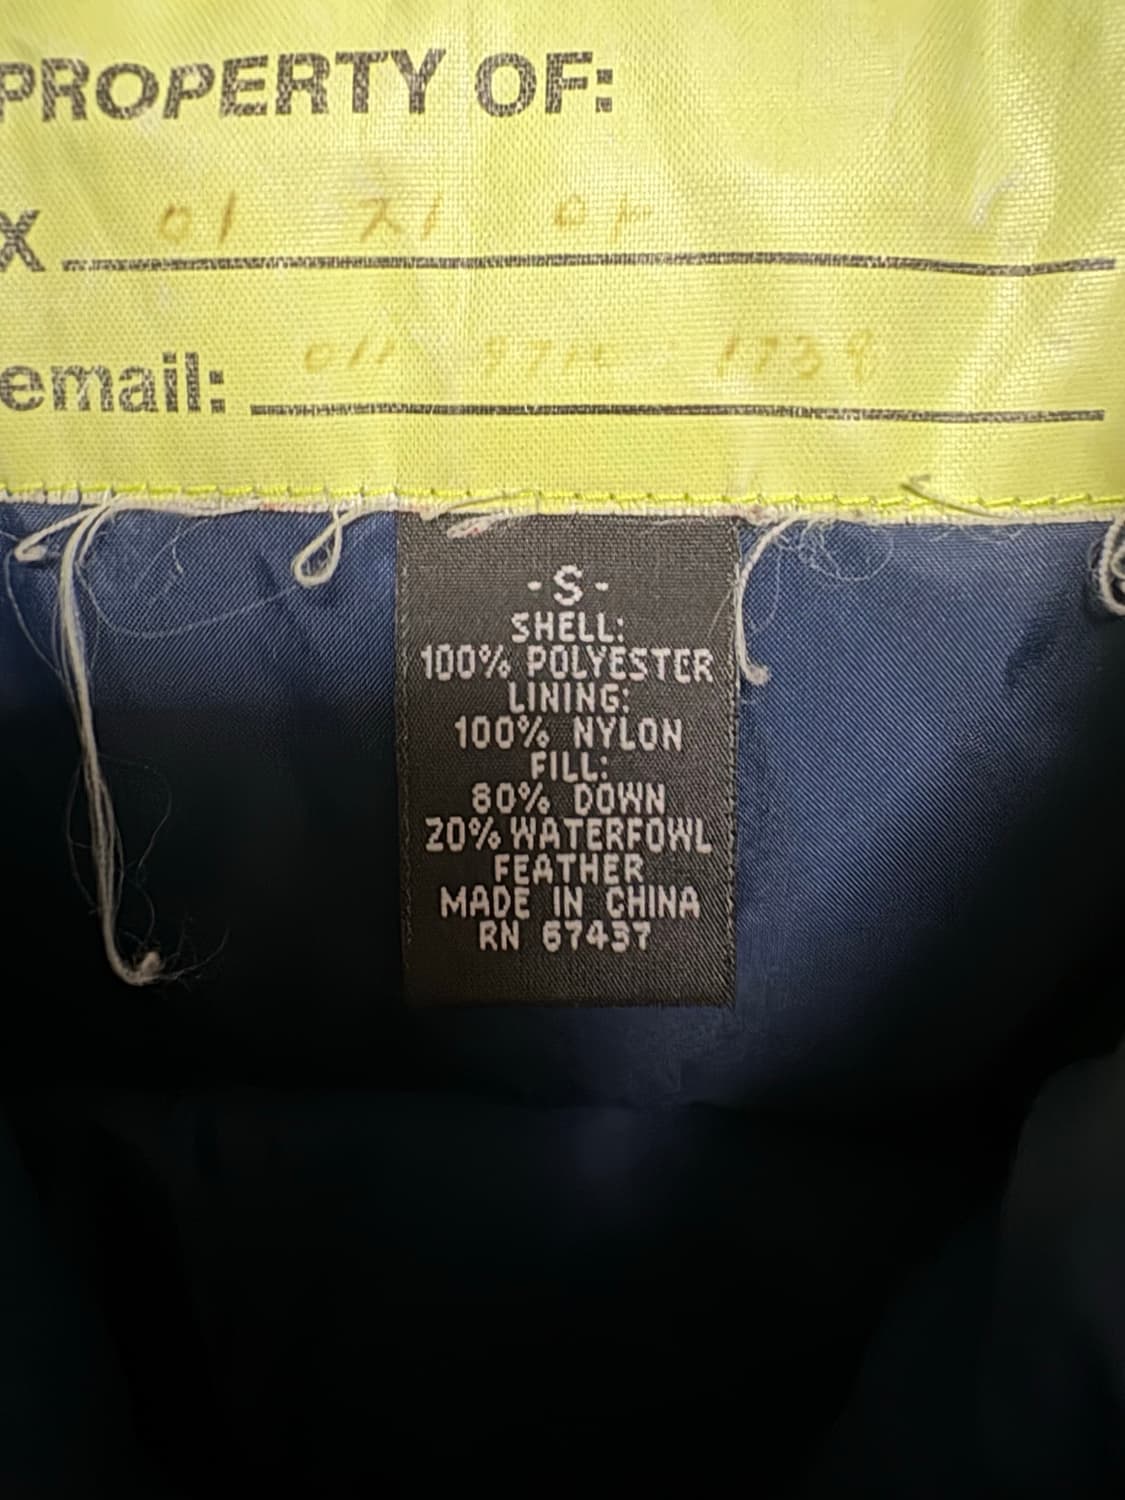 PROPERTY OF:
X
email:
-S-
SHELL:
100% POLYESTER
LINING:
100% NYLON
FILL:
80% DOWN
20% WATERFOWL
FEATHER
MADE IN CHINA
RN 67437